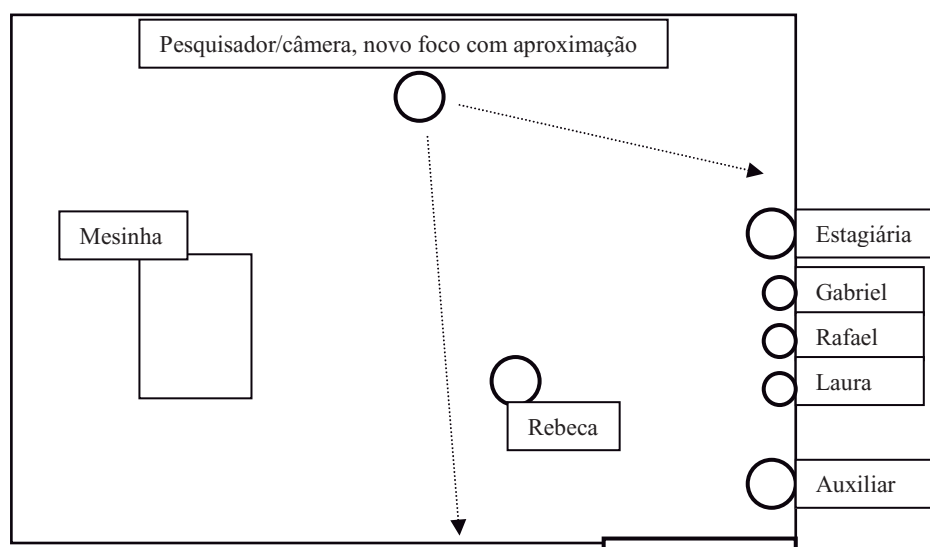 Pesquisador/câmera, novo foco com aproximação
Mesinha
Estagiária
Gabriel
Rafael
Laura
Rebeca
Auxiliar